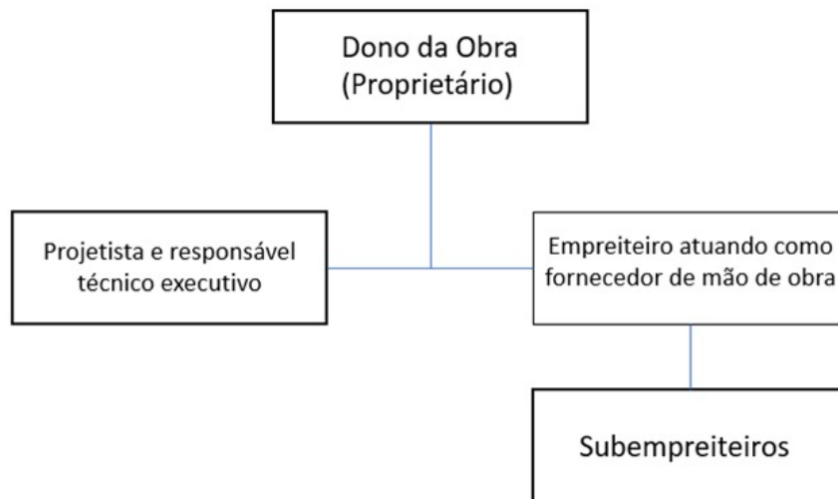 Dono da Obra
(Proprietário)
Projetista e responsável
técnico executivo
Empreiteiro atuando como
fornecedor de mão de obra
Subempreiteiros